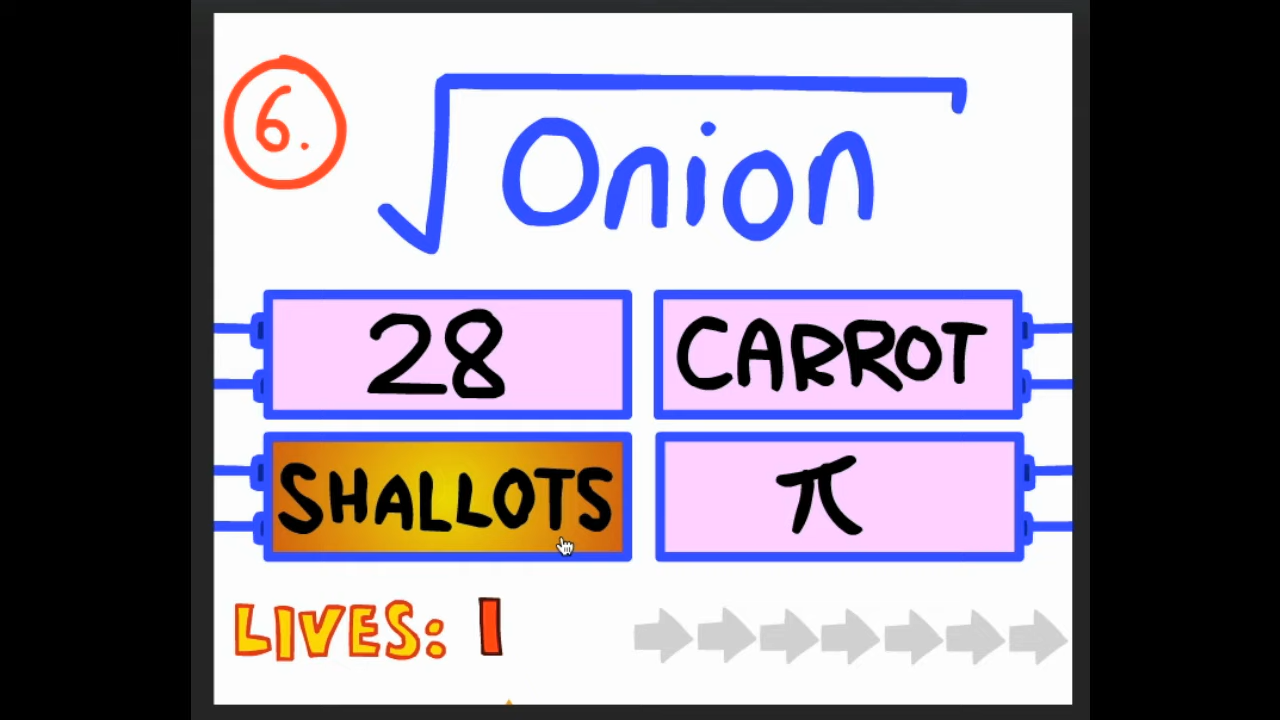 6.
√Onion
28
CARROT
SHALLOTS
π
LIVES: 1